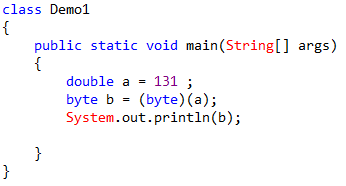 class Demo1
{
    public static void main(String[] args)
    {
        double a = 131 ;
        byte b = (byte)(a);
        System.out.println(b);

    }
}